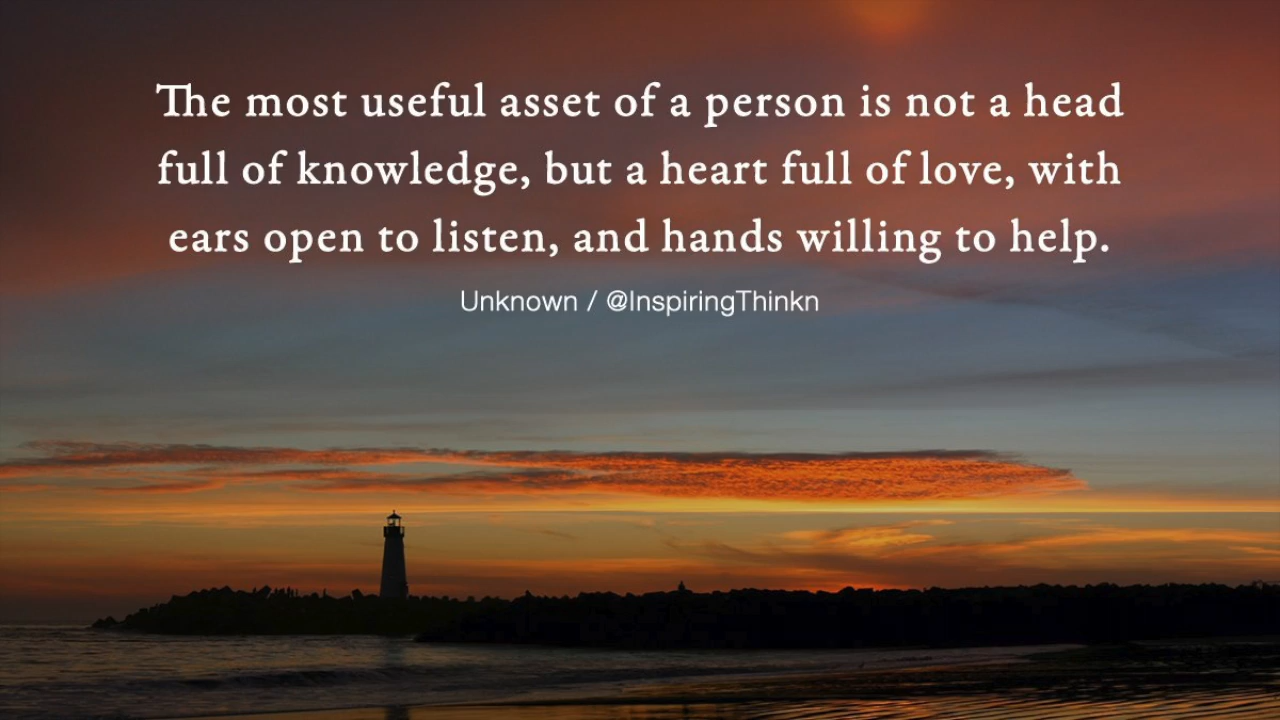 The most useful asset of a person is not a head
full of knowledge, but a heart full of love, with
ears open to listen, and hands willing to help.
Unknown / @InspiringThinkn